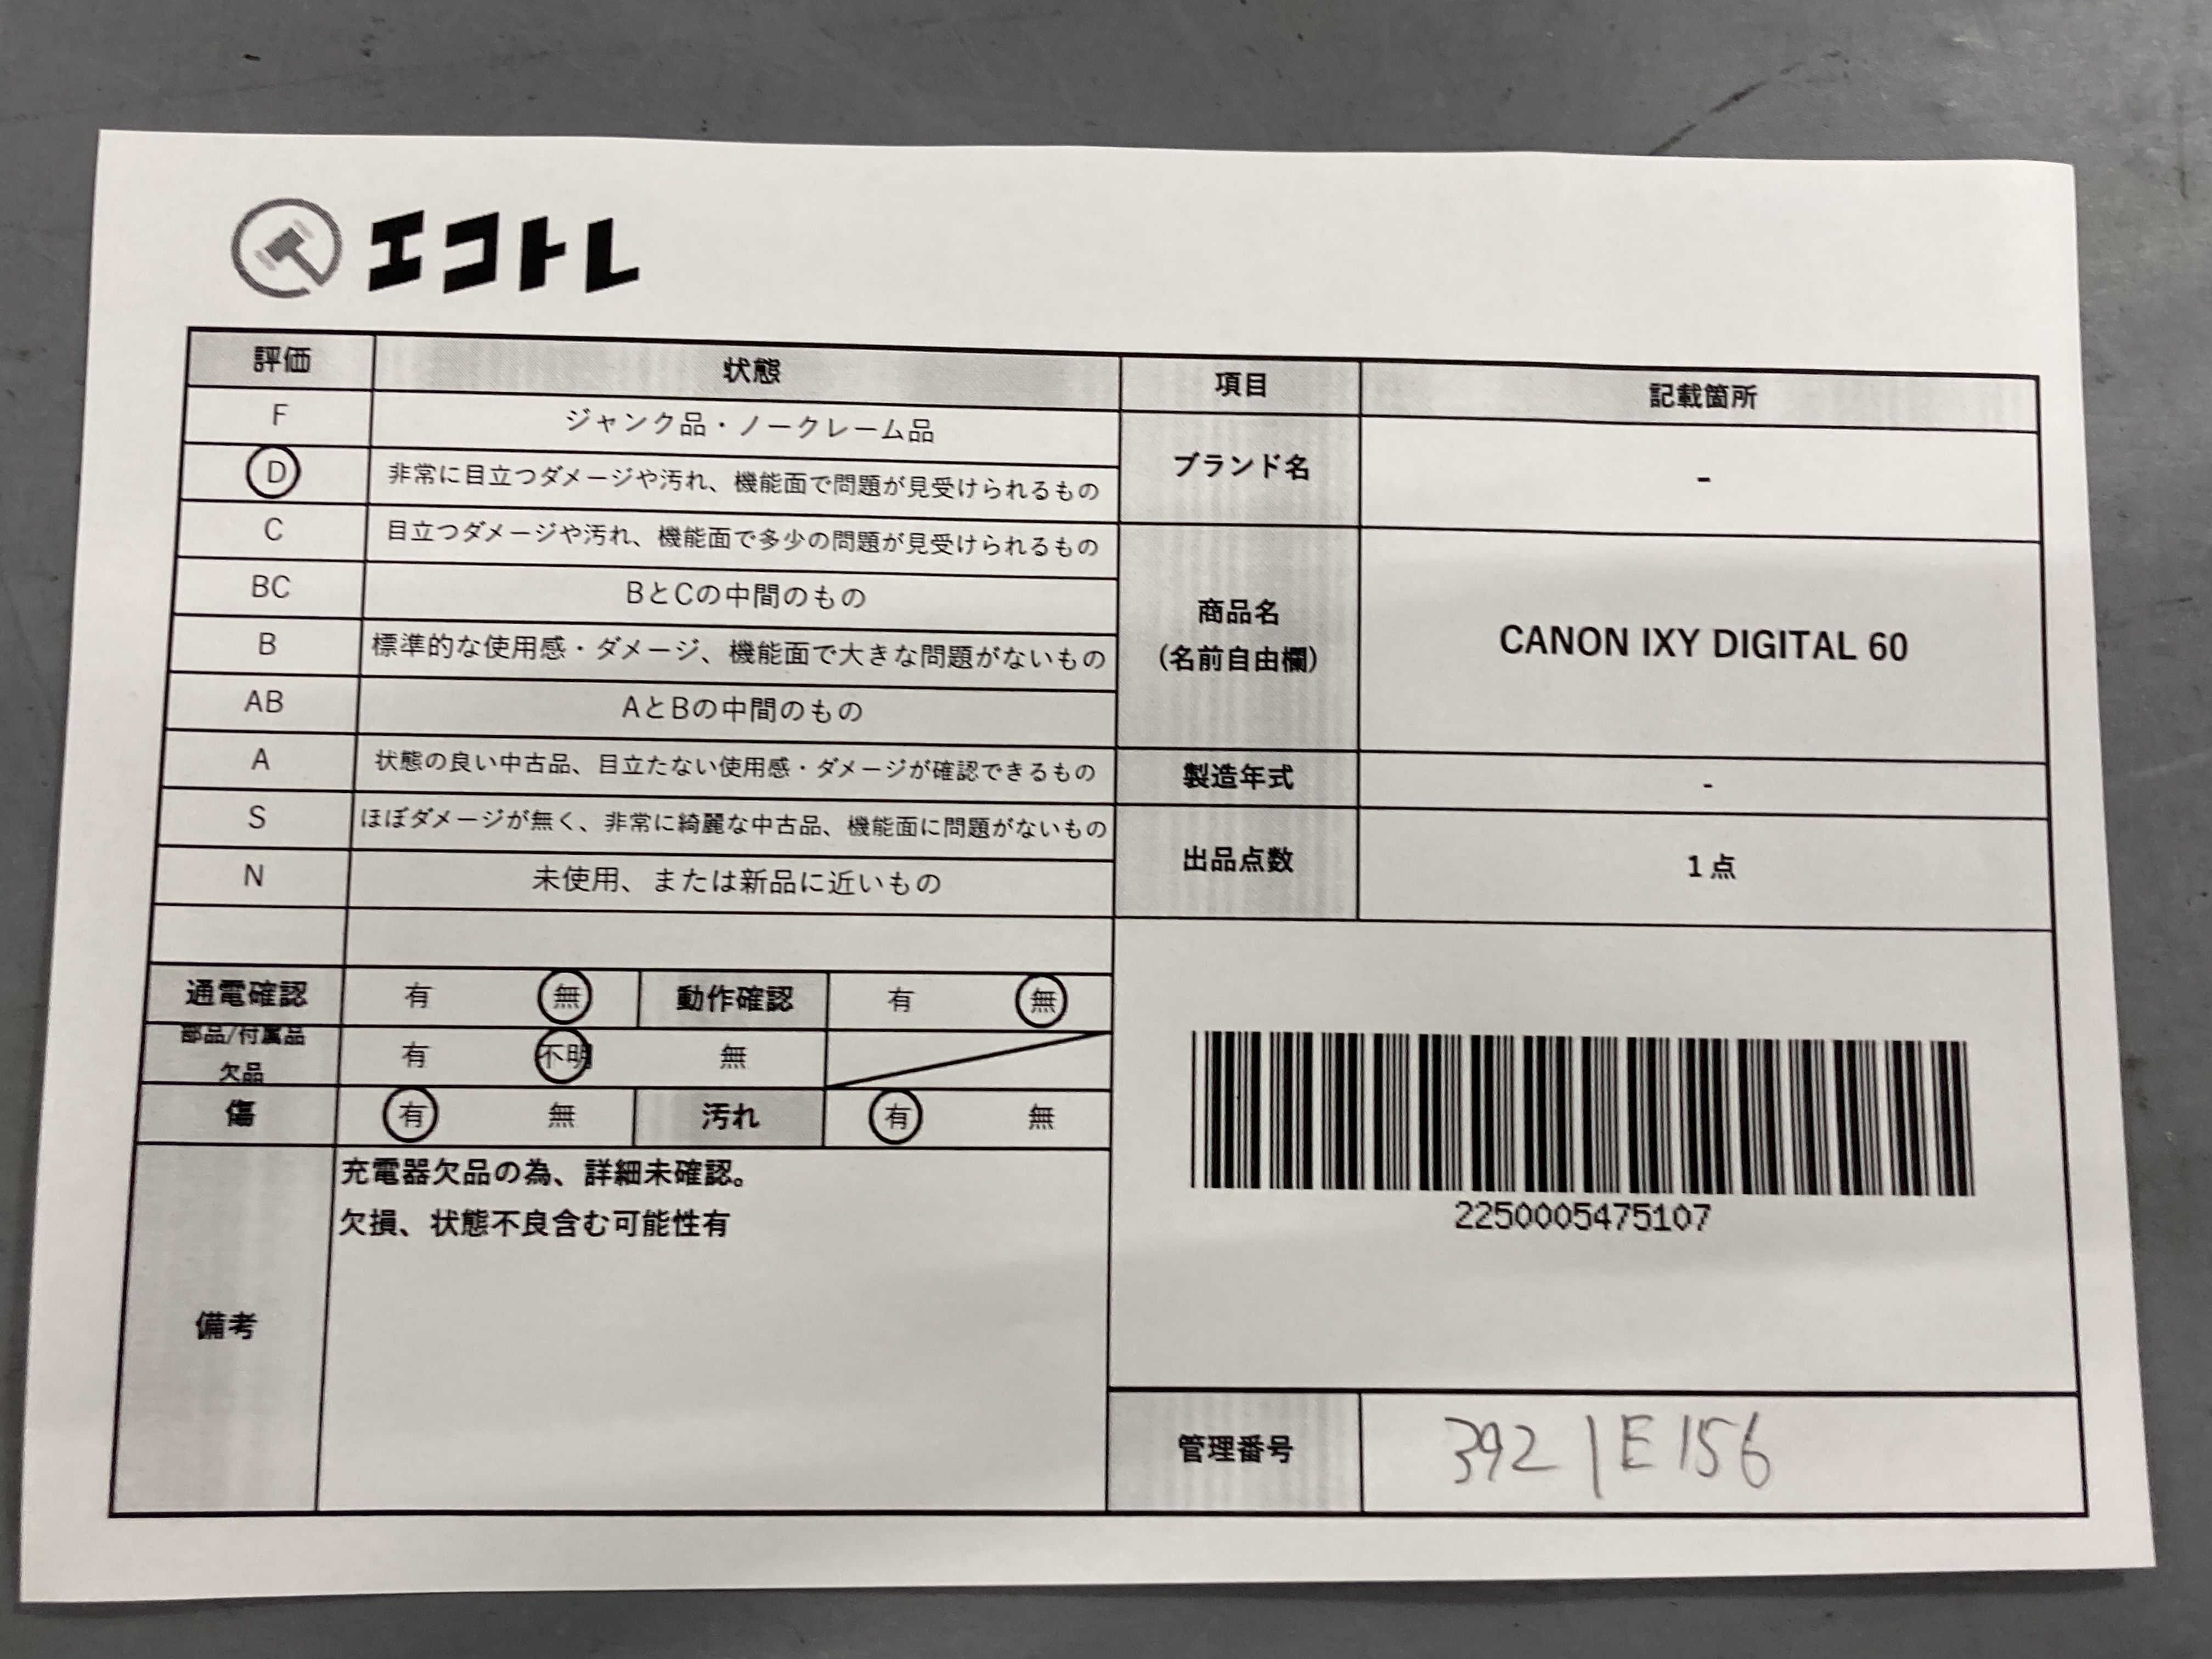 エコトレ
評価 状態 項目 記載箇所
F ジャンク品・ノークレーム品
D 非常に目立つダメージや汚れ、機能面で問題が見受けられるもの
ブランド名 -
C 目立つダメージや汚れ、機能面で多少の問題が見受けられるもの
BC BとCの中間のもの
B 標準的な使用感・ダメージ、機能面で大きな問題がないもの
商品名
(名前自由欄)
CANON IXY DIGITAL 60
AB AとBの中間のもの
A 状態の良い中古品、目立たない使用感・ダメージが確認できるもの
製造年式 -
S ほぼダメージが無く、非常に綺麗な中古品、機能面に問題がないもの
出品点数 1点
N 未使用、または新品に近いもの
通電確認 有 無 動作確認 有 無
部品/付属品
欠品
有 不明 無
傷 有 無 汚れ 有 無
備考
充電器欠品の為、詳細未確認。
欠損、状態不良含む可能性有
2250005475107
管理番号 392 | E 156